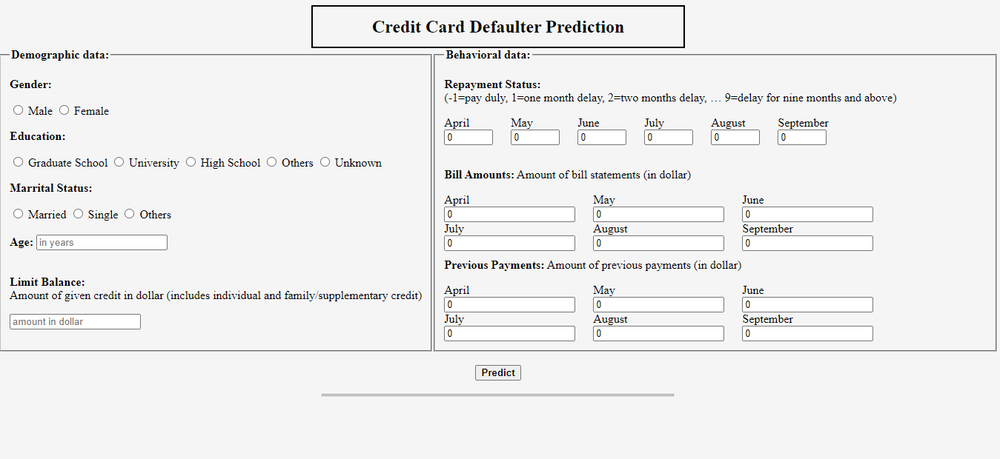 Credit Card Defaulter Prediction
Demographic data:
Gender:
Male Female
Education:
Graduate School University High School Others Unknown
Marrital Status:
Married Single Others
Age: in years
Limit Balance:
Amount of given credit in dollar (includes individual and family/supplementary credit)
amount in dollar
Behavioral data:
Repayment Status:
(-1=pay duly, 1=one month delay, 2=two months delay, … 9=delay for nine months and above)
April May June July August September
0 0 0 0 0 0
Bill Amounts: Amount of bill statements (in dollar)
April May June
0 0 0
July August September
0 0 0
Previous Payments: Amount of previous payments (in dollar)
April May June
0 0 0
July August September
0 0 0
Predict